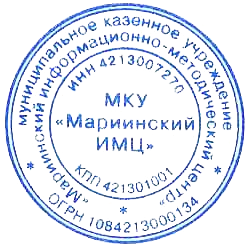 муниципальное казенное учреждение
«Мариинский информационно-методический центр»
* ОГРН 1084213000134 *
ИНН 4213007270
МКУ
«Мариинский
ИМЦ»
КПП 421301001